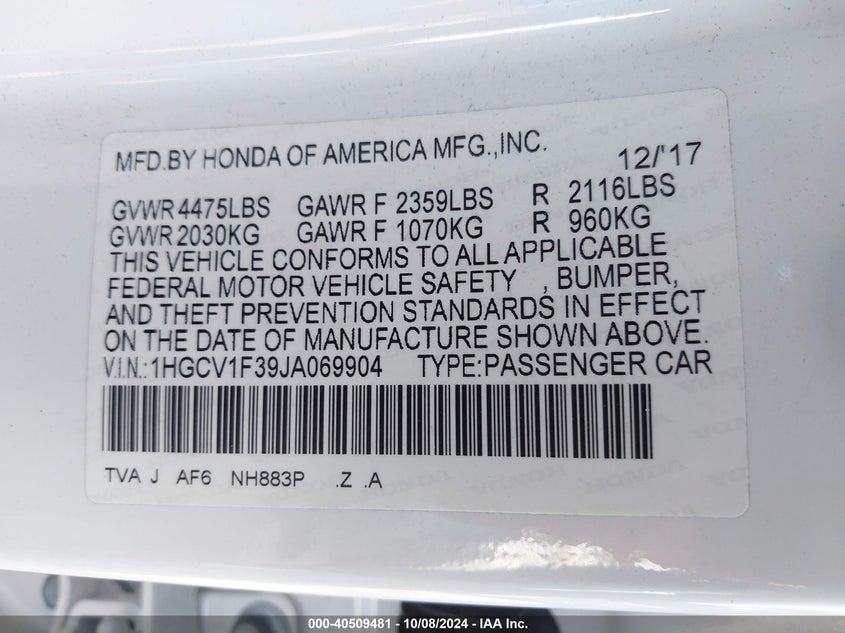 MFD.BY HONDA OF AMERICA MFG.,INC. 12/'17
GVWR 4475LBS GAWR F 2359LBS R 2116LBS
GVWR 2030KG GAWR F 1070KG R 960KG
THIS VEHICLE CONFORMS TO ALL APPLICABLE
FEDERAL MOTOR VEHICLE SAFETY , BUMPER,
AND THEFT PREVENTION STANDARDS IN EFFECT
ON THE DATE OF MANUFACTURE SHOWN ABOVE.
V.I.N.:1HGCV1F39JA069904 TYPE:PASSENGER CAR
TVA J AF6 NH883P .Z .A
000-40509481 - 10/08/2024 - IAA Inc.